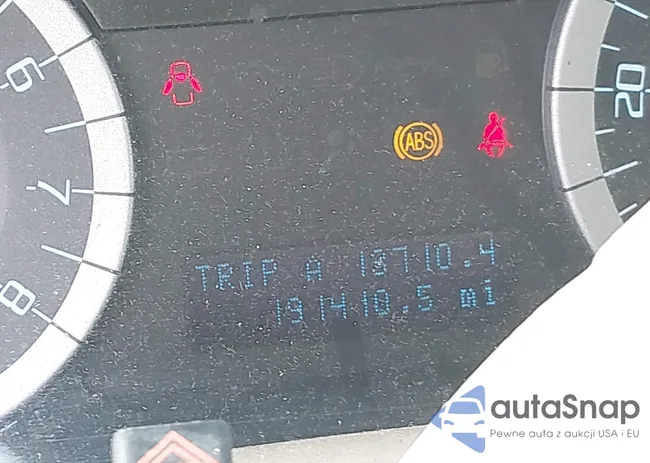 6
7
8
20
ABS
TRIP A 13710.4
191410.5 mi
autaSnap
Pewne auta z aukcji USA i EU